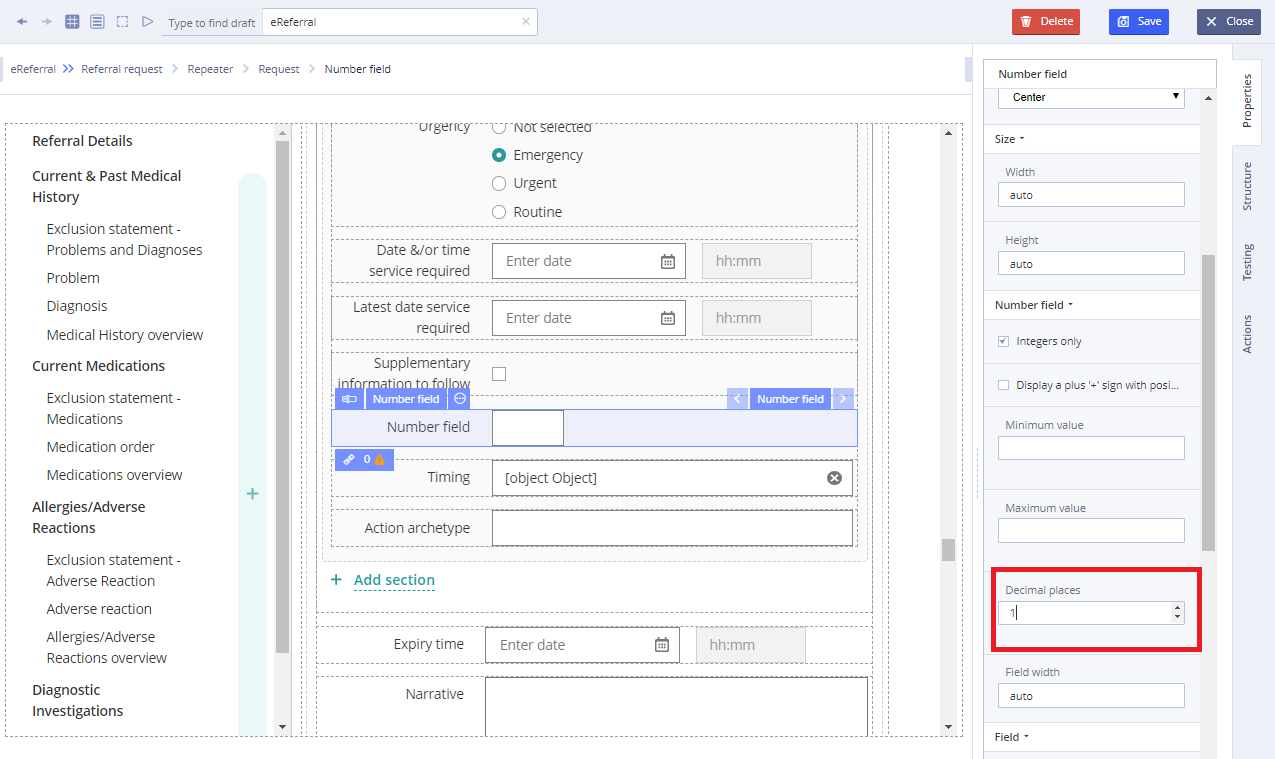 Type to find draft
eReferral
Delete
Save
Close
eReferral
Referral request
Repeater
Request
Number field
Referral Details
Current & Past Medical
History
Exclusion statement -
Problems and Diagnoses
Problem
Diagnosis
Medical History overview
Current Medications
Exclusion statement -
Medications
Medication order
Medications overview
Allergies/Adverse
Reactions
Exclusion statement -
Adverse Reaction
Adverse reaction
Allergies/Adverse
Reactions overview
Diagnostic
Investigations
Urgency
Not selected
Emergency
Urgent
Routine
Date &/or time
service required
Enter date
hh:mm
Latest date service
required
Enter date
hh:mm
Supplementary
information to follow
Number field
Number field
Number field
0
Timing
[object Object]
Action archetype
+ Add section
Expiry time
Enter date
hh:mm
Narrative
Number field
Center
Size
Width
auto
Height
auto
Number field
Integers only
Display a plus '+' sign with posi...
Minimum value
Maximum value
Decimal places
1
Field width
auto
Field
Properties
Structure
Testing
Actions